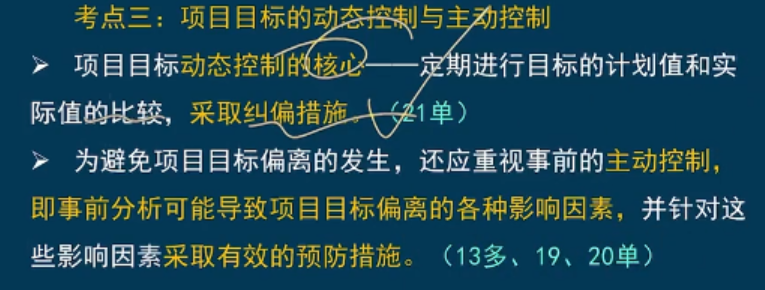 考点三：项目目标的动态控制与主动控制
➢ 项目目标动态控制的核心——定期进行目标的计划值和实
际值的比较，采取纠偏措施。（21单）
➢ 为避免项目目标偏离的发生，还应重视事前的主动控制，
即事前分析可能导致项目目标偏离的各种影响因素，并针对这
些影响因素采取有效的预防措施。（13多、19、20单）